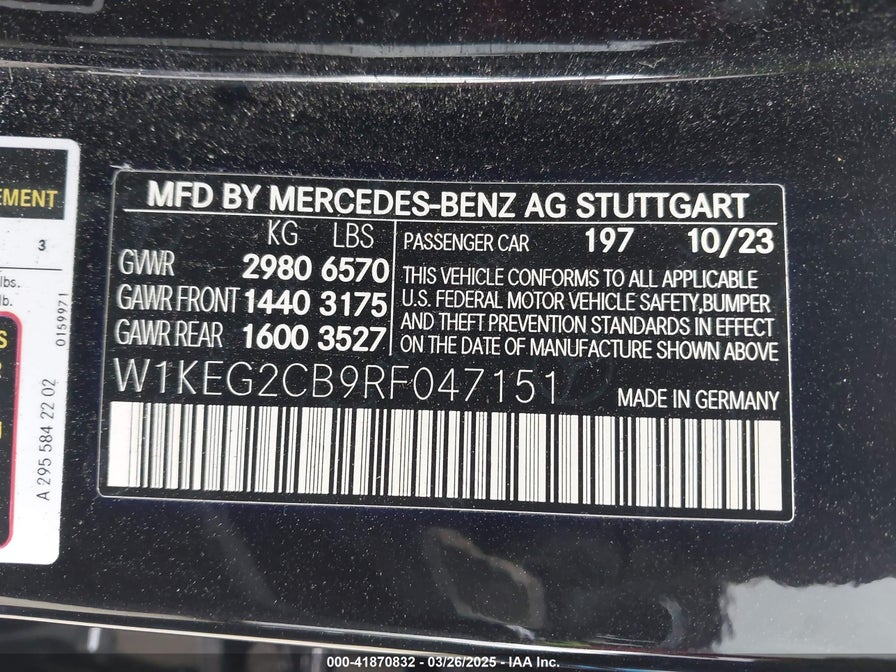 EMENT
3
lbs.
lb.
0159971
S
A 295 584 22 02
MFD BY MERCEDES-BENZ AG STUTTGART
KG LBS
GVWR 2980 6570
GAWR FRONT 1440 3175
GAWR REAR 1600 3527
PASSENGER CAR 197 10/23
THIS VEHICLE CONFORMS TO ALL APPLICABLE
U.S. FEDERAL MOTOR VEHICLE SAFETY,BUMPER
AND THEFT PREVENTION STANDARDS IN EFFECT
ON THE DATE OF MANUFACTURE SHOWN ABOVE
W1KEG2CB9RF047151
MADE IN GERMANY
000-41870832 - 03/26/2025 - IAA Inc.